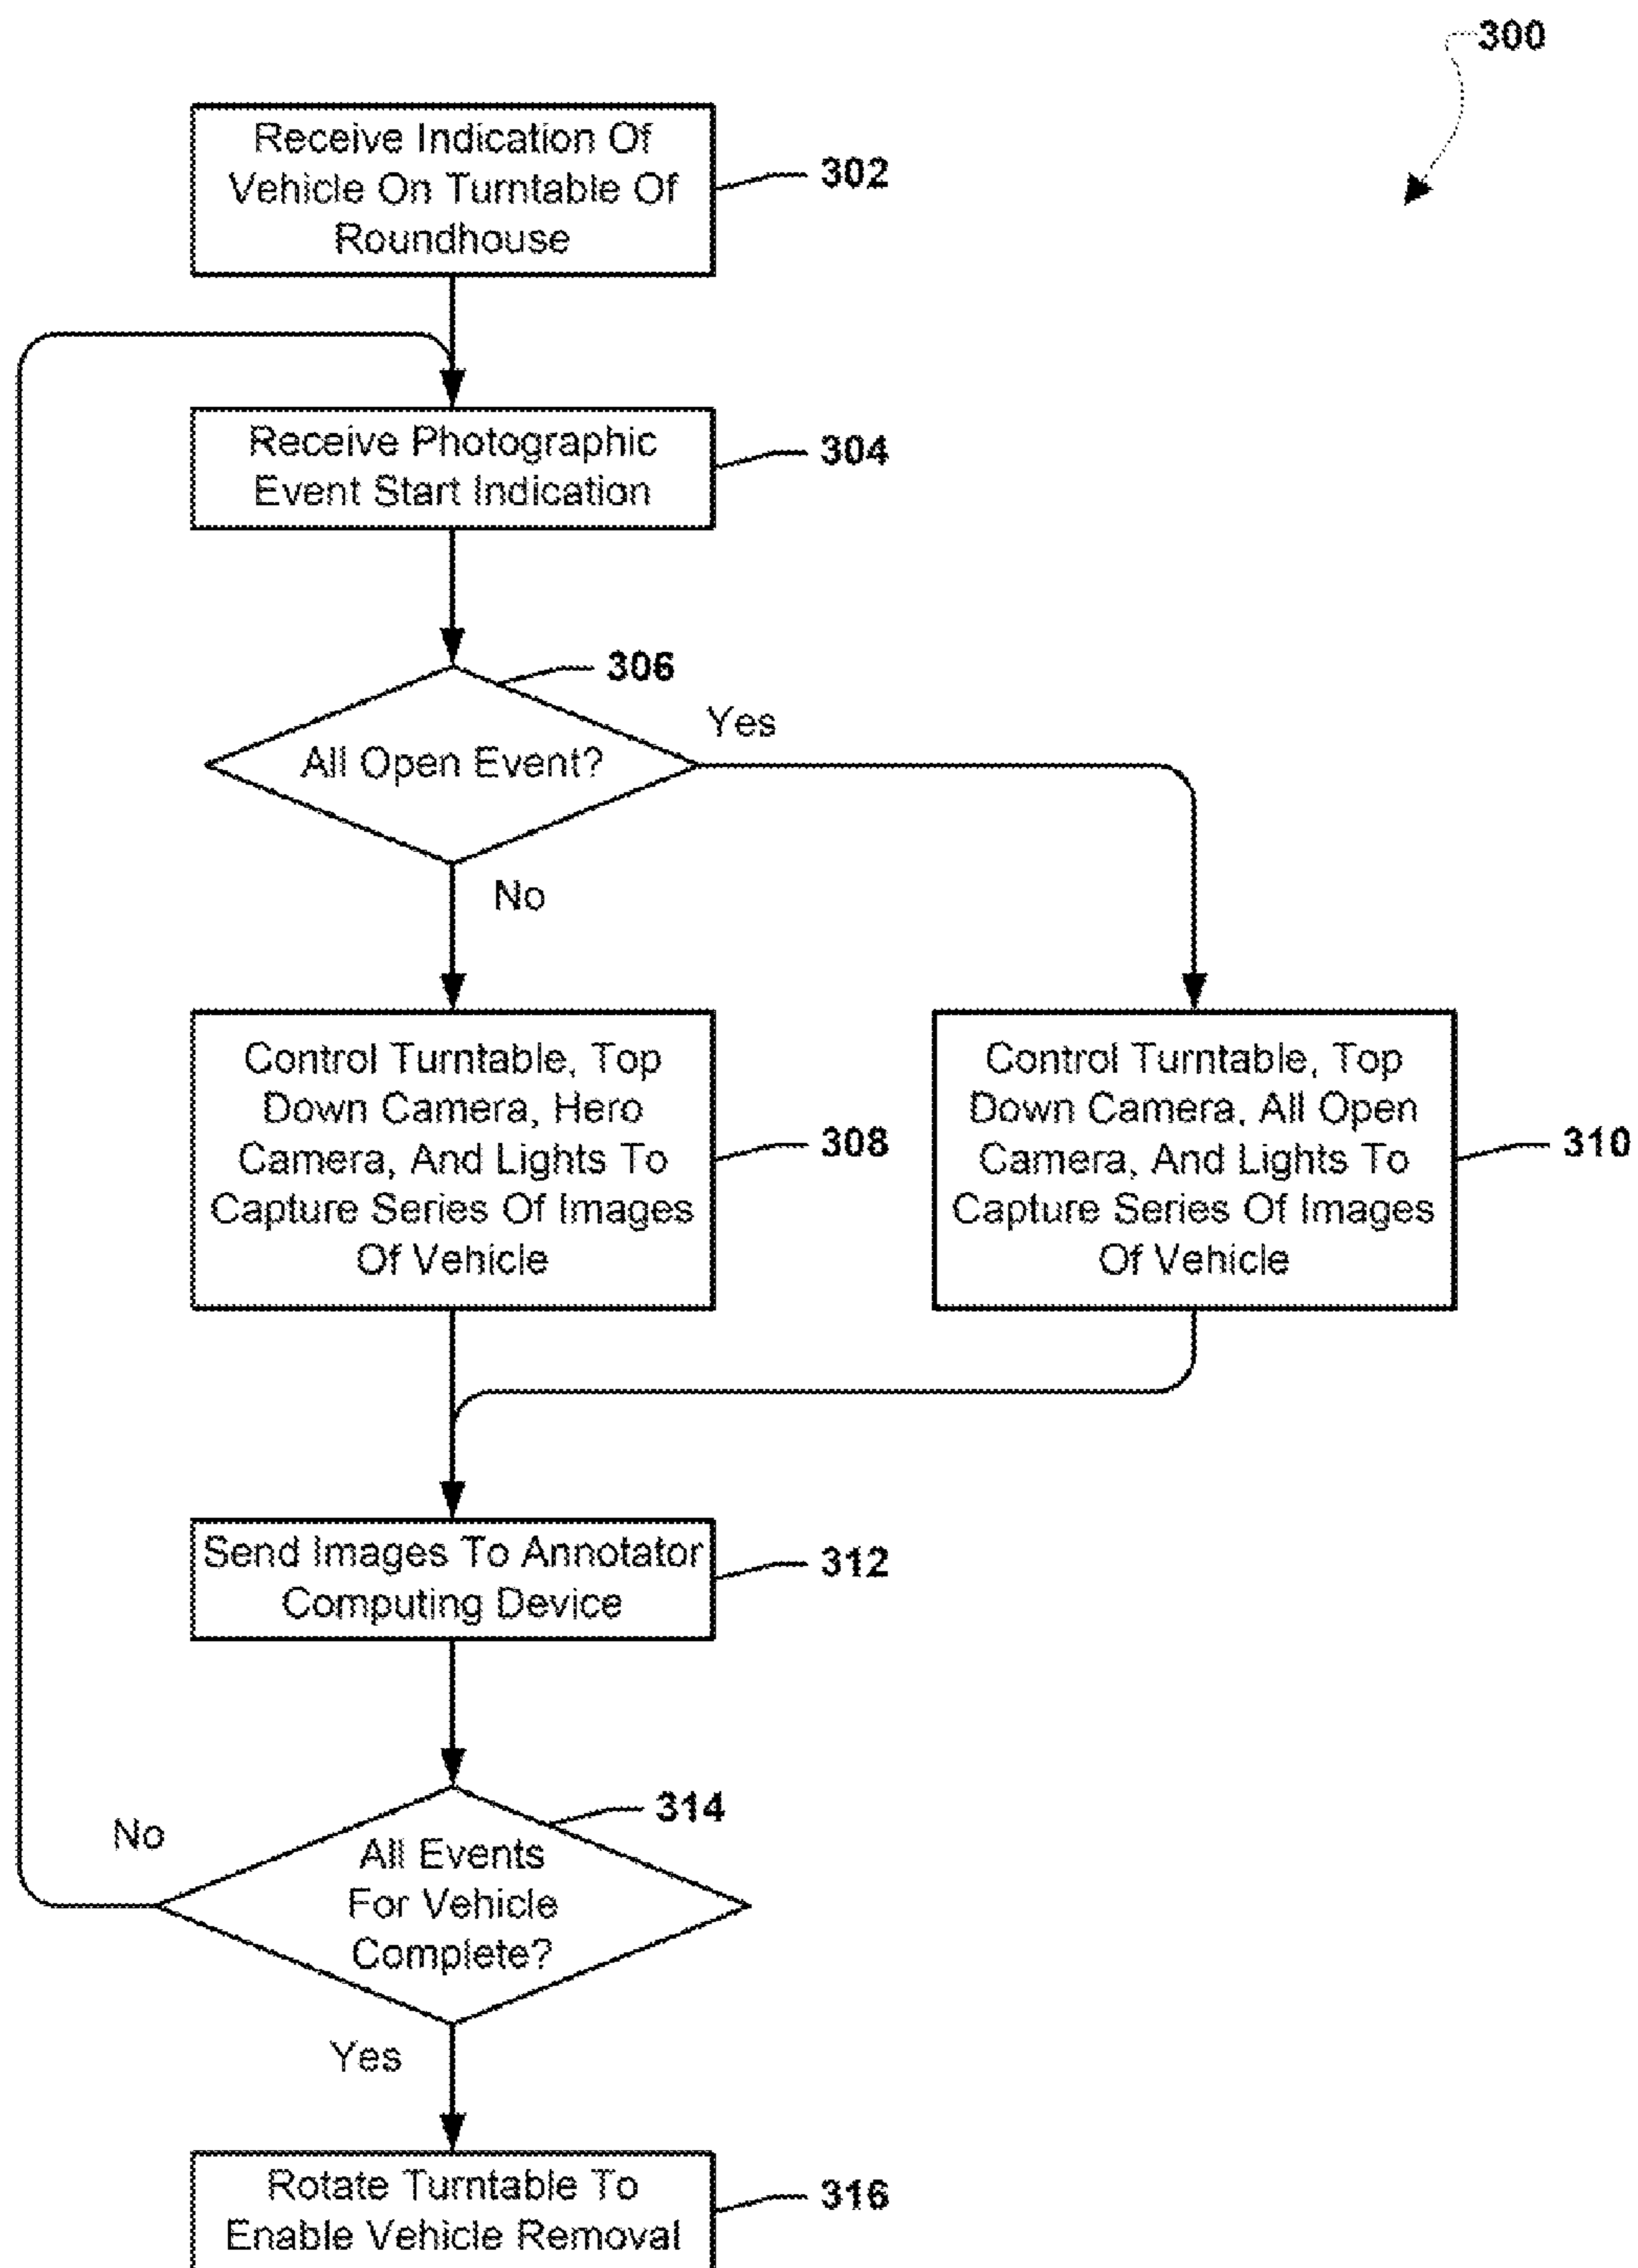 300
Receive Indication Of
Vehicle On Turntable Of
Roundhouse
302
Receive Photographic
Event Start Indication
304
306
All Open Event?
Yes
No
Control Turntable, Top
Down Camera, Hero
Camera, And Lights To
Capture Series Of Images
Of Vehicle
308
Control Turntable, Top
Down Camera, All Open
Camera, And Lights To
Capture Series Of Images
Of Vehicle
310
Send Images To Annotator
Computing Device
312
314
No
All Events
For Vehicle
Complete?
Yes
Rotate Turntable To
Enable Vehicle Removal
316